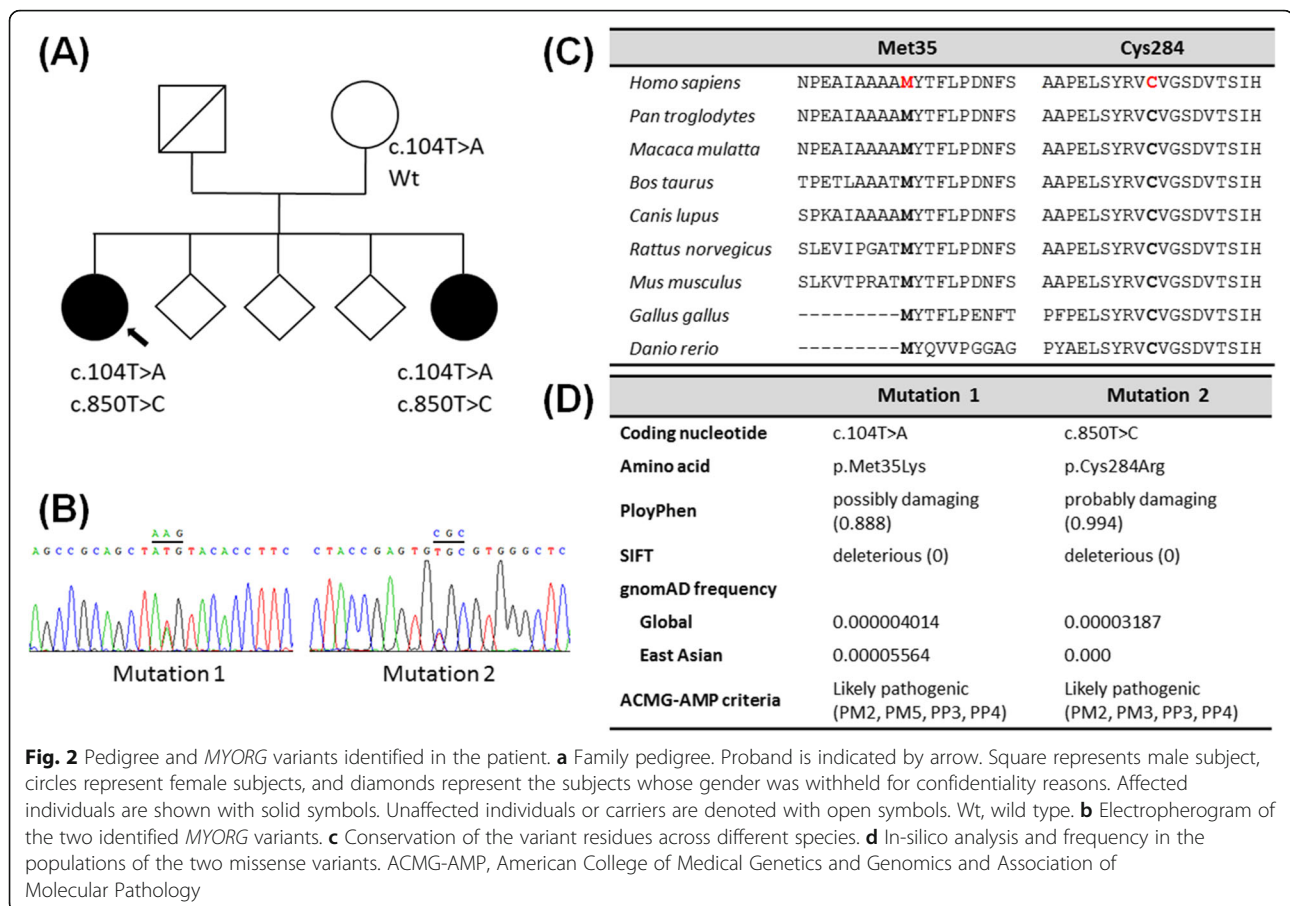 (A)
c.104T>A
Wt
c.104T>A
c.850T>C
c.104T>A
c.850T>C
(B)
AAG
AGCCGCAGCTATGTACACCTTC
Mutation 1
CGC
CTACCGAGTGTGCGTGGGCTC
Mutation 2
(C)
Met35 Cys284
Homo sapiens NPEAIAAAAMYTFLPDNFS AAPELSYRVCVGSDVTSIH
Pan troglodytes NPEAIAAAAMYTFLPDNFS AAPELSYRVCVGSDVTSIH
Macaca mulatta NPEAIAAAAMYTFLPDNFS AAPELSYRVCVGSDVTSIH
Bos taurus TPETLAAATMYTFLPDNFS AAPELSYRVCVGSDVTSIH
Canis lupus SPKAIAAAAMYTFLPDNFS AAPELSYRVCVGSDVTSIH
Rattus norvegicus SLEVIPGATMYTFLPDNFS AAPELSYRVCVGSDVTSIH
Mus musculus SLKVTPRATMYTFLPDNFS AAPELSYRVCVGSDVTSIH
Gallus gallus ---------MYTFLPENFT PFPELSYRVCVGSDVTSIH
Danio rerio ---------MYQVVPGGAG PYAELSYRVCVGSDVTSIH
(D)
Mutation 1 Mutation 2
Coding nucleotide c.104T>A c.850T>C
Amino acid p.Met35Lys p.Cys284Arg
PloyPhen possibly damaging probably damaging
(0.888) (0.994)
SIFT deleterious (0) deleterious (0)
gnomAD frequency
Global 0.000004014 0.00003187
East Asian 0.00005564 0.000
ACMG-AMP criteria Likely pathogenic Likely pathogenic
(PM2, PM5, PP3, PP4) (PM2, PM3, PP3, PP4)
Fig. 2 Pedigree and MYORG variants identified in the patient. a Family pedigree. Proband is indicated by arrow. Square represents male subject,
circles represent female subjects, and diamonds represent the subjects whose gender was withheld for confidentiality reasons. Affected
individuals are shown with solid symbols. Unaffected individuals or carriers are denoted with open symbols. Wt, wild type. b Electropherogram of
the two identified MYORG variants. c Conservation of the variant residues across different species. d In-silico analysis and frequency in the
populations of the two missense variants. ACMG-AMP, American College of Medical Genetics and Genomics and Association of
Molecular Pathology